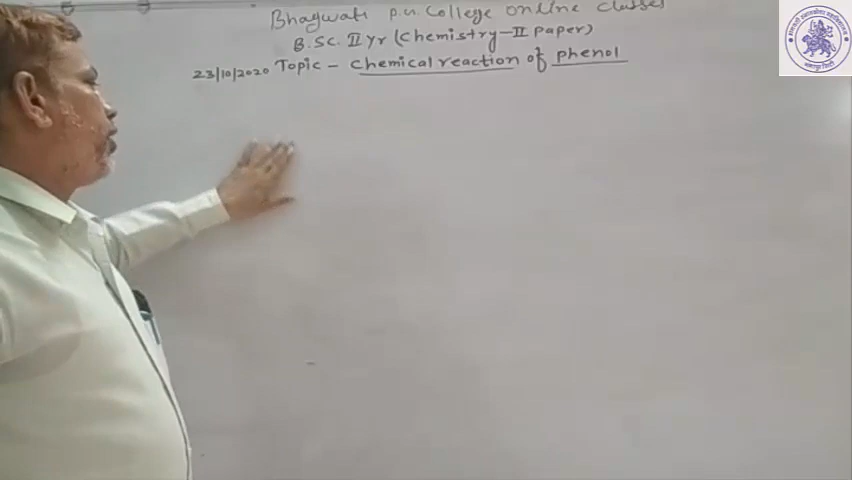 Bhagwati P.G. College Online Classes
B.Sc. II Yr (Chemistry-II Paper)
23/10/2020 Topic - Chemical reaction of phenol